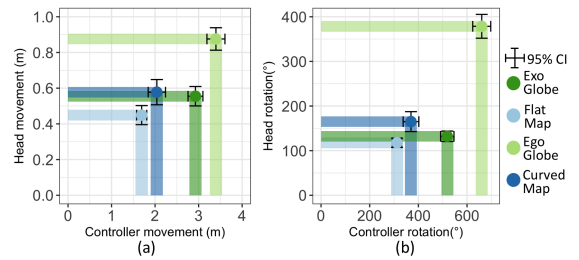 1.0
0.8
0.6
0.4
0.2
0.0
Head movement (m)
0 1 2 3 4
Controller movement (m)
(a)
400
300
200
100
0
Head rotation(°)
0 200 400 600
Controller rotation(°)
(b)
95% CI
Exo
Globe
Flat
Map
Ego
Globe
Curved
Map